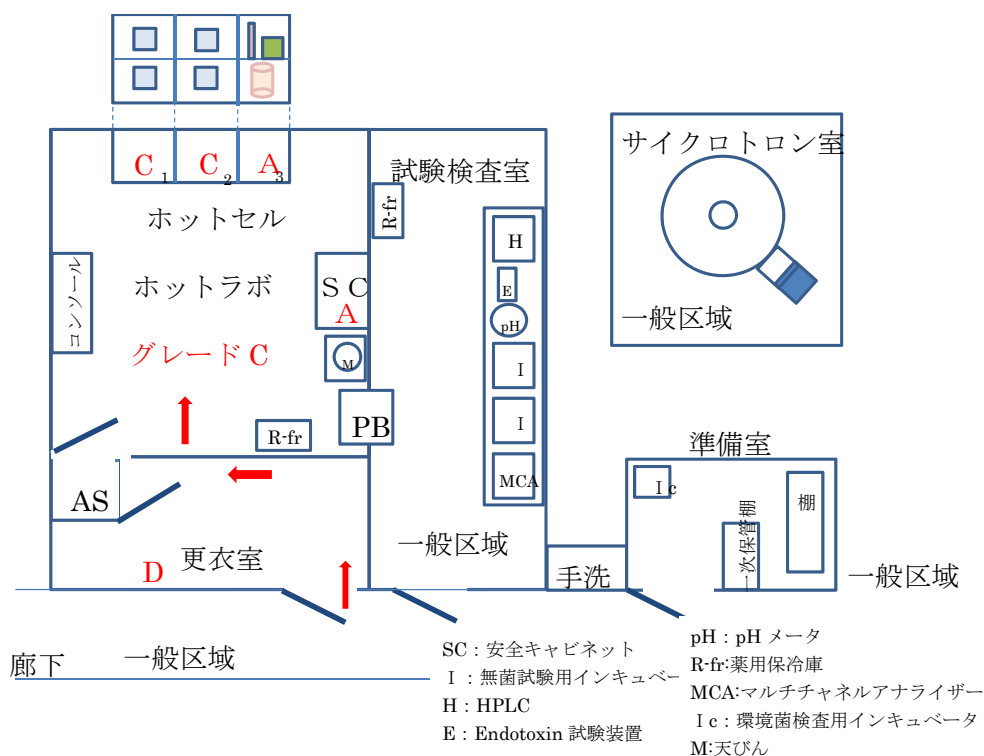 C 1
C 2
A 3
ホットセル
コンソール
ホットラボ
グレード C
S C
A
M
PB
R-fr
AS
更衣室
D
試験検査室
R-fr
H
E
pH
I
I
MCA
一般区域
サイクロトロン室
一般区域
準備室
I c
一次保管棚
棚
手洗
一般区域
廊下
一般区域
SC：安全キャビネット
I ：無菌試験用インキュベー
H：HPLC
E：Endotoxin 試験装置
pH：pH メータ
R-fr:薬用保冷庫
MCA:マルチチャネルアナライザー
I c：環境菌検査用インキュベータ
M:天びん